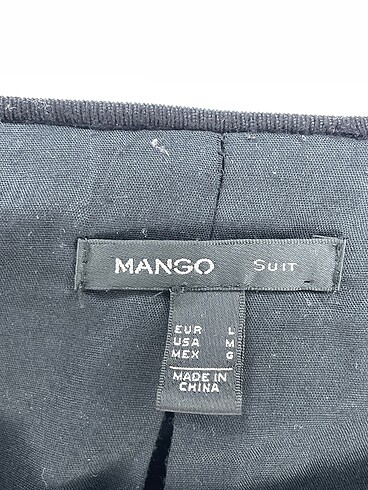 MANGO SUIT
EUR L
USA M
MEX G
MADE IN
CHINA